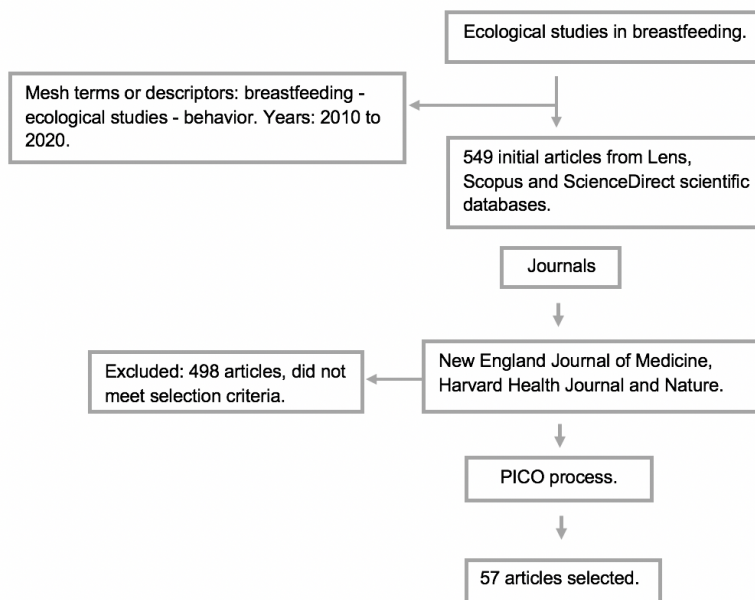 Ecological studies in breastfeeding.
Mesh terms or descriptors: breastfeeding -
ecological studies - behavior. Years: 2010 to
2020.
549 initial articles from Lens,
Scopus and ScienceDirect scientific
databases.
Journals
New England Journal of Medicine,
Harvard Health Journal and Nature.
Excluded: 498 articles, did not
meet selection criteria.
PICO process.
57 articles selected.